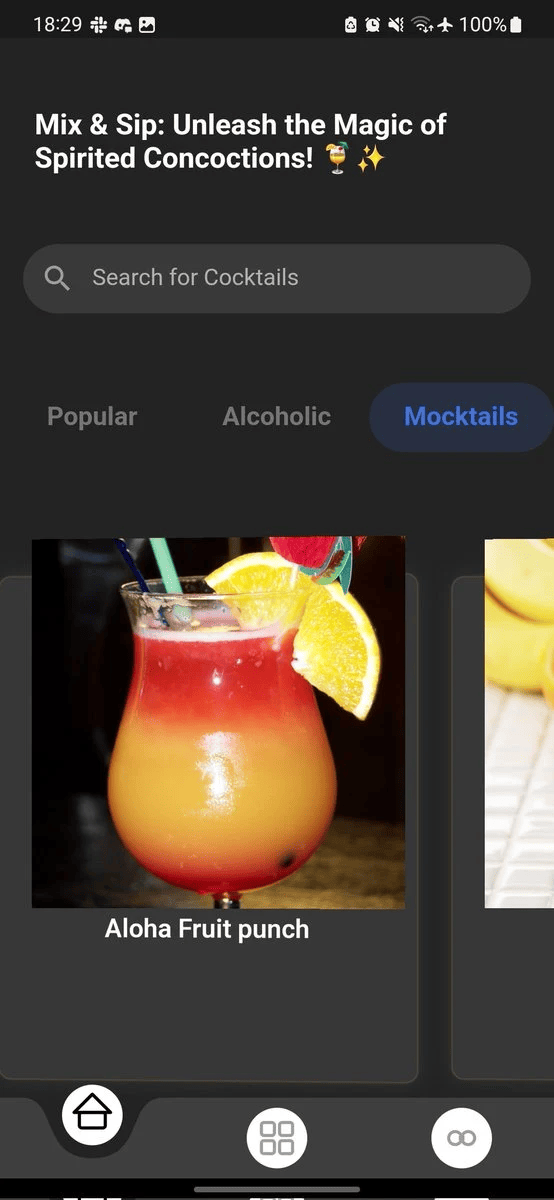 18:29
100%
Mix & Sip: Unleash the Magic of
Spirited Concoctions! 🍹✨
Search for Cocktails
Popular Alcoholic Mocktails
Aloha Fruit punch